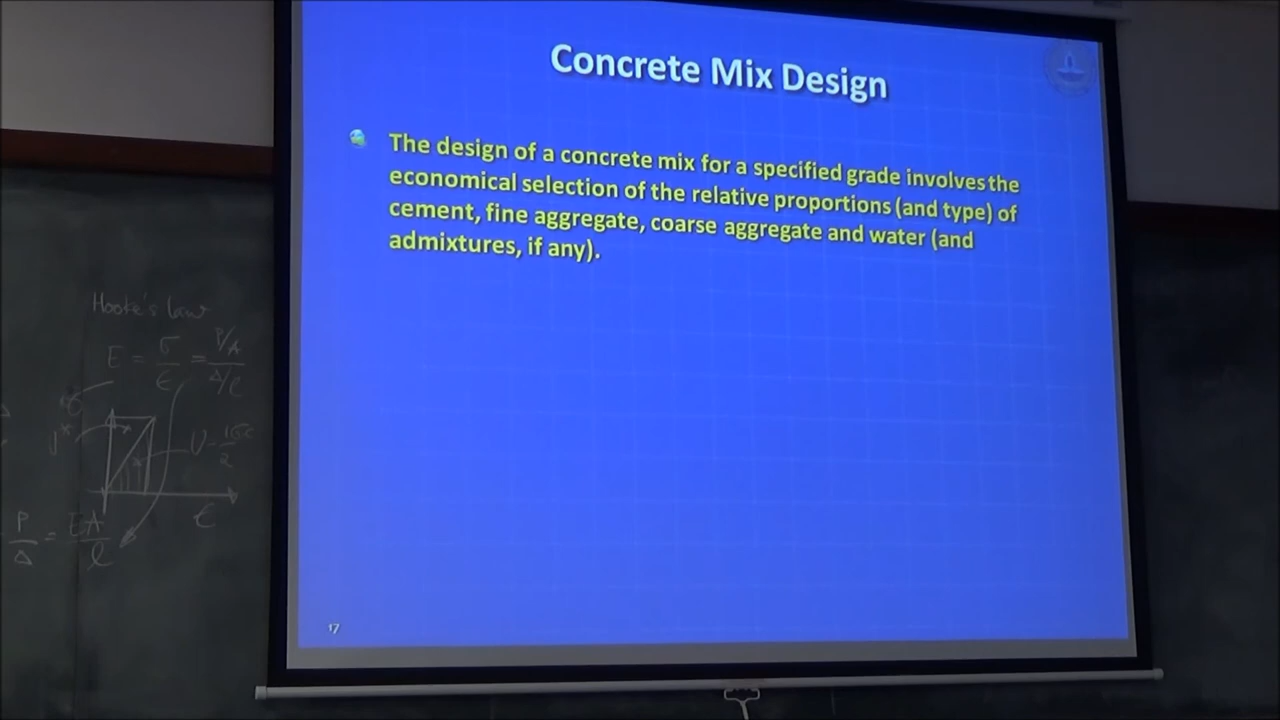 Concrete Mix Design
The design of a concrete mix for a specified grade involves the
economical selection of the relative proportions (and type) of
cement, fine aggregate, coarse aggregate and water (and
admixtures, if any).
17
Hooke's law
E = σ/ϵ = P/A / Δ/l
ϵ
P/Δ = EA/l